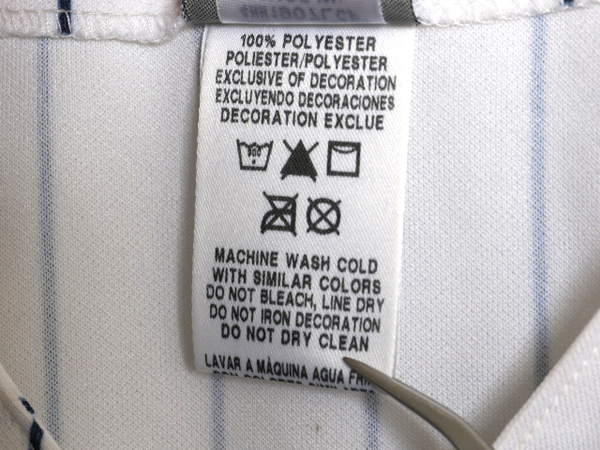 100% POLYESTER
POLIESTER/POLYESTER
EXCLUSIVE OF DECORATION
EXCLUYENDO DECORACIONES
DECORATION EXCLUE
MACHINE WASH COLD
WITH SIMILAR COLORS
DO NOT BLEACH, LINE DRY
DO NOT IRON DECORATION
DO NOT DRY CLEAN
LAVAR A MÁQUINA AGUA